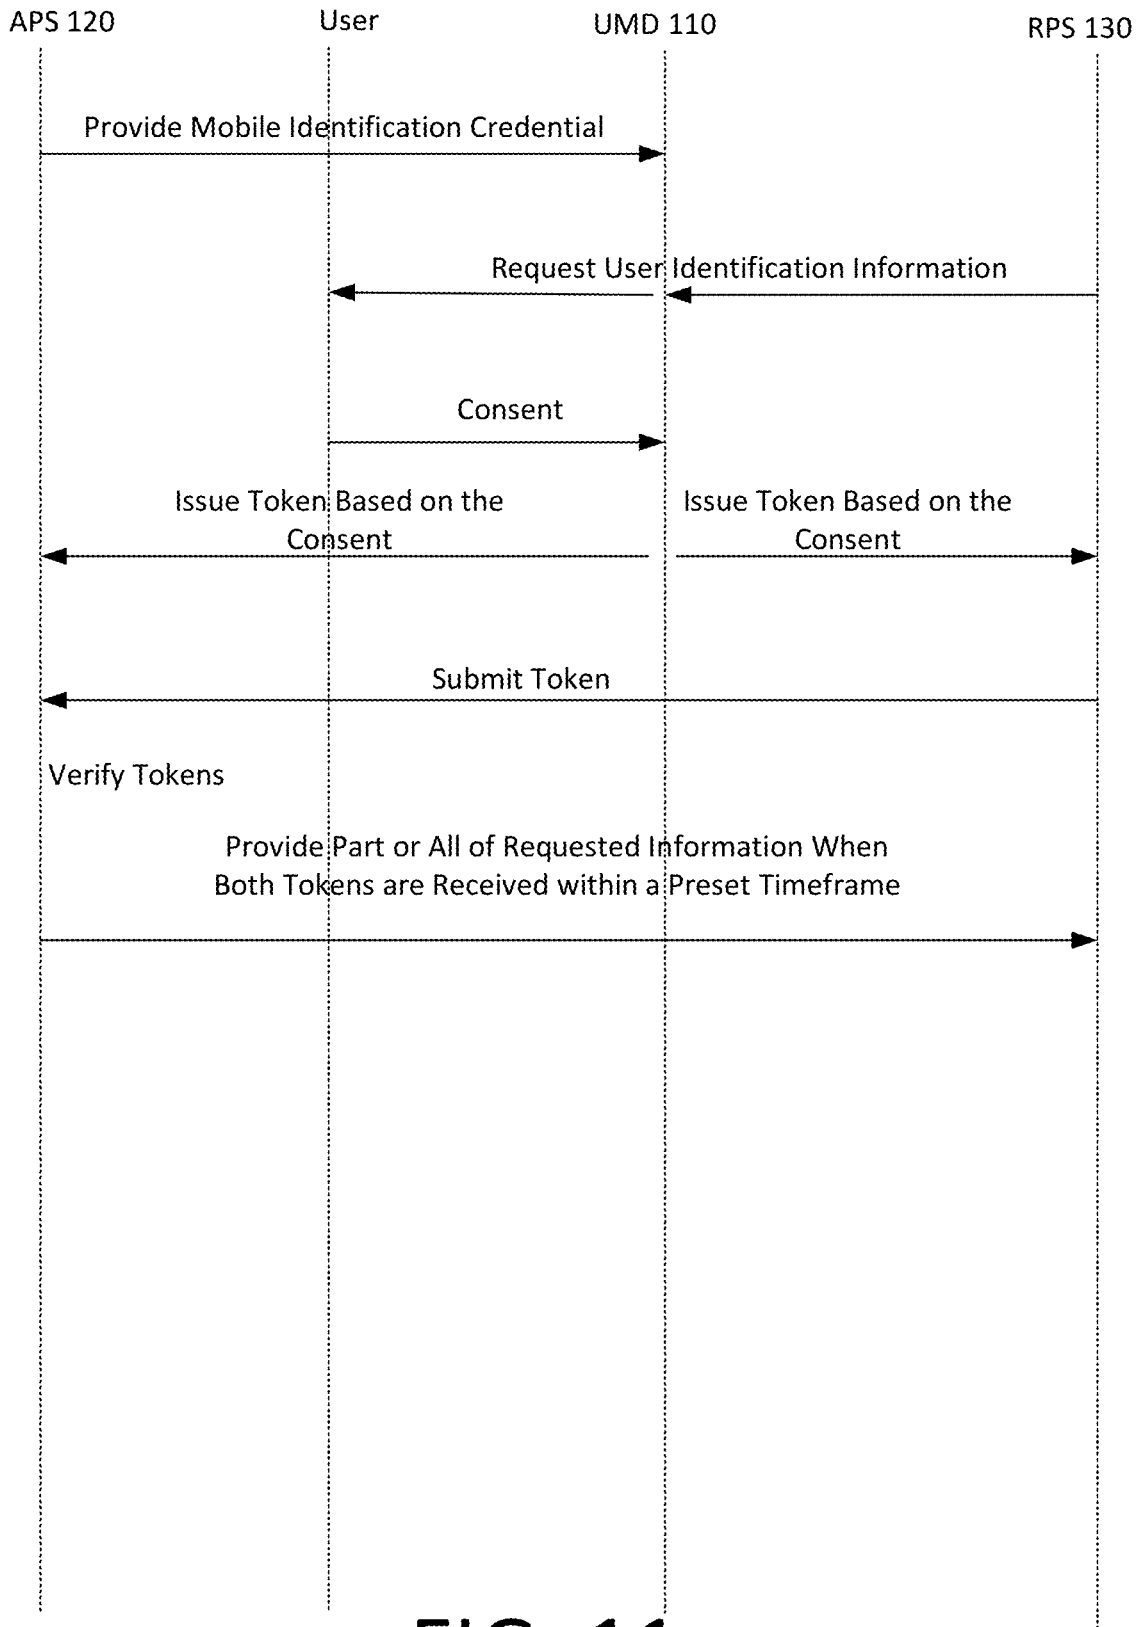 APS 120 User UMD 110 RPS 130
Provide Mobile Identification Credential
Request User Identification Information
Consent
Issue Token Based on the Consent
Issue Token Based on the Consent
Submit Token
Verify Tokens
Provide Part or All of Requested Information When
Both Tokens are Received within a Preset Timeframe